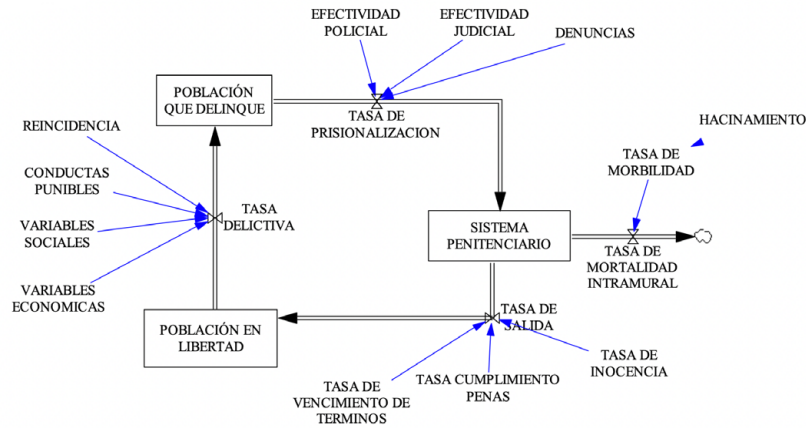 EFECTIVIDAD
POLICIAL
EFECTIVIDAD
JUDICIAL
DENUNCIAS
POBLACIÓN
QUE DELINQUE
TASA DE
PRISIONALIZACION
HACINAMIENTO
REINCIDENCIA
TASA DE
MORBILIDAD
CONDUCTAS
PUNIBLES
TASA
DELICTIVA
VARIABLES
SOCIALES
SISTEMA
PENITENCIARIO
TASA DE
MORTALIDAD
INTRAMURAL
VARIABLES
ECONOMICAS
POBLACIÓN EN
LIBERTAD
TASA DE
SALIDA
TASA DE
INOCENCIA
TASA CUMPLIMIENTO
PENAS
TASA DE
VENCIMIENTO DE
TERMINOS